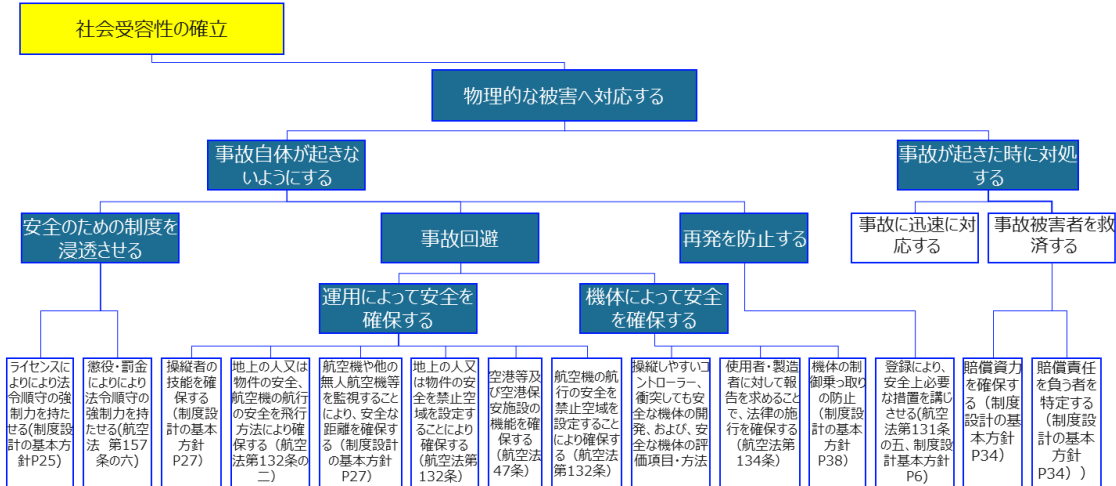 社会受容性の確立
物理的な被害へ対応する
事故自体が起きな
いようにする
事故が起きた時に対処
する
安全のための制度を
浸透させる
事故回避
再発を防止する
事故に迅速に対
応する
事故被害者を救
済する
運用によって安全を
確保する
機体によって安全
を確保する
ライセンスによ
りにより法
令順守の強
制力を持た
せる(制度設
計の基本方
針P25)
懲役・罰金
によりにより
法令順守の
強制力を持
たせる(航空
法 第157
条の六)
操縦者の
技能を確
保する
(制度設
計の基本
方針
P27)
地上の人又は
物件の安全、
航空機の航行
の安全を飛行
方法により確
保する(航空
法第132条の
二)
航空機や他の
無人航空機等
を監視すること
により、安全な
距離を確保す
る(制度設計
の基本方針
P27)
地上の人又
は物件の安
全を禁止空
域を設定す
ることにより
確保する
(航空法第
132条)
空港等及
び空港保
安施設の
機能を確
保する
(航空法
47条)
航空機の航
行の安全を
禁止空域を
設定すること
により確保す
る(航空法
第132条)
操縦しやすいコ
ントローラー、
衝突しても安
全な機体の開
発、および、安
全な機体の評
価項目・方法
使用者・製造
者に対して報
告を求めること
で、法律の施
行を確保する
(航空法第
134条)
機体の制
御乗っ取り
の防止
(制度設
計の基本
方針
P38)
登録により、
安全上必要
な措置を講じ
させる(航空
法第131条
の五、制度設
計基本方針
P6)
賠償資力
を確保す
る(制度
設計の基
本方針
P34)
賠償責任
を負う者を
特定する
(制度設計
の基本方針
P34))